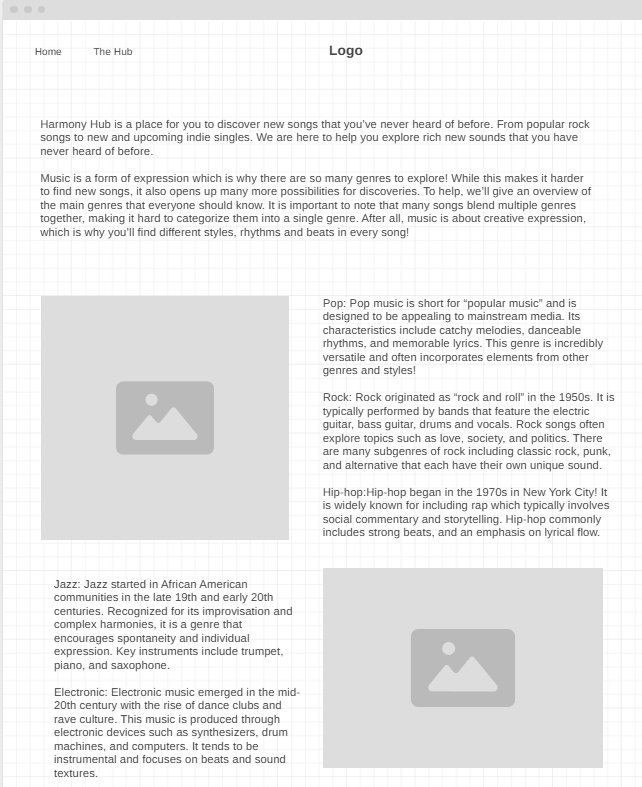 Home The Hub Logo
Harmony Hub is a place for you to discover new songs that you've never heard of before. From popular rock
songs to new and upcoming indie singles. We are here to help you explore rich new sounds that you have
never heard of before.
Music is a form of expression which is why there are so many genres to explore! While this makes it harder
to find new songs, it also opens up many more possibilities for discoveries. To help, we'll give an overview of
the main genres that everyone should know. It is important to note that many songs blend multiple genres
together, making it hard to categorize them into a single genre. After all, music is about creative expression,
which is why you'll find different styles, rhythms and beats in every song!
Pop: Pop music is short for “popular music” and is
designed to be appealing to mainstream media. Its
characteristics include catchy melodies, danceable
rhythms, and memorable lyrics. This genre is incredibly
versatile and often incorporates elements from other
genres and styles!
Rock: Rock originated as “rock and roll” in the 1950s. It is
typically performed by bands that feature the electric
guitar, bass guitar, drums and vocals. Rock songs often
explore topics such as love, society, and politics. There
are many subgenres of rock including classic rock, punk,
and alternative that each have their own unique sound.
Hip-hop:Hip-hop began in the 1970s in New York City! It
is widely known for including rap which typically involves
social commentary and storytelling. Hip-hop commonly
includes strong beats, and an emphasis on lyrical flow.
Jazz: Jazz started in African American
communities in the late 19th and early 20th
centuries. Recognized for its improvisation and
complex harmonies, it is a genre that
encourages spontaneity and individual
expression. Key instruments include trumpet,
piano, and saxophone.
Electronic: Electronic music emerged in the mid-
20th century with the rise of dance clubs and
rave culture. This music is produced through
electronic devices such as synthesizers, drum
machines, and computers. It tends to be
instrumental and focuses on beats and sound
textures.